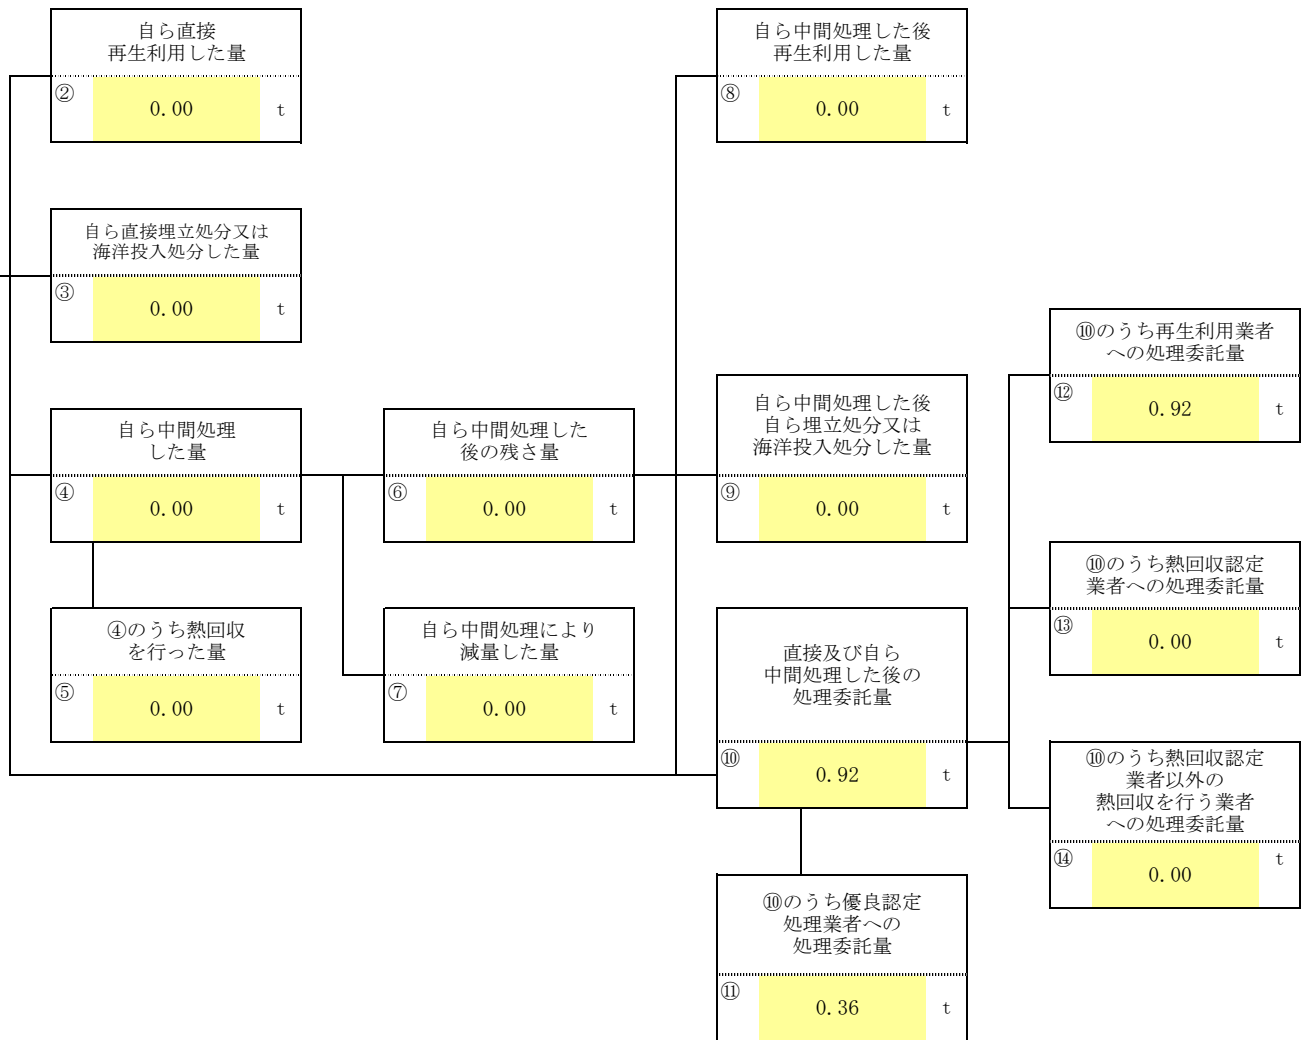 自ら直接
再生利用した量
② 0.00 t
自ら中間処理した後
再生利用した量
⑧ 0.00 t
自ら直接埋立処分又は
海洋投入処分した量
③ 0.00 t
⑩のうち再生利用業者
への処理委託量
⑫ 0.92 t
自ら中間処理
した量
④ 0.00 t
自ら中間処理した
後の残さ量
⑥ 0.00 t
自ら中間処理した後
自ら埋立処分又は
海洋投入処分した量
⑨ 0.00 t
⑩のうち熱回収認定
業者への処理委託量
⑬ 0.00 t
④のうち熱回収
を行った量
⑤ 0.00 t
自ら中間処理により
減量した量
⑦ 0.00 t
直接及び自ら
中間処理した後の
処理委託量
⑩ 0.92 t
⑩のうち熱回収認定
業者以外の
熱回収を行う業者
への処理委託量
⑭ 0.00 t
⑩のうち優良認定
処理業者への
処理委託量
⑪ 0.36 t